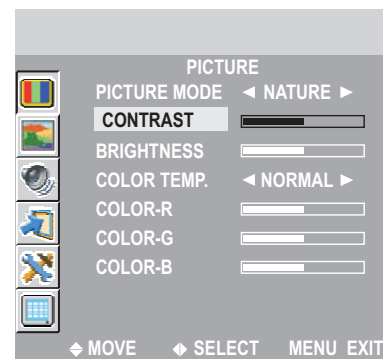 PICTURE
PICTURE MODE ◄ NATURE ►
CONTRAST
BRIGHTNESS
COLOR TEMP. ◄ NORMAL ►
COLOR-R
COLOR-G
COLOR-B
MOVE SELECT MENU EXIT